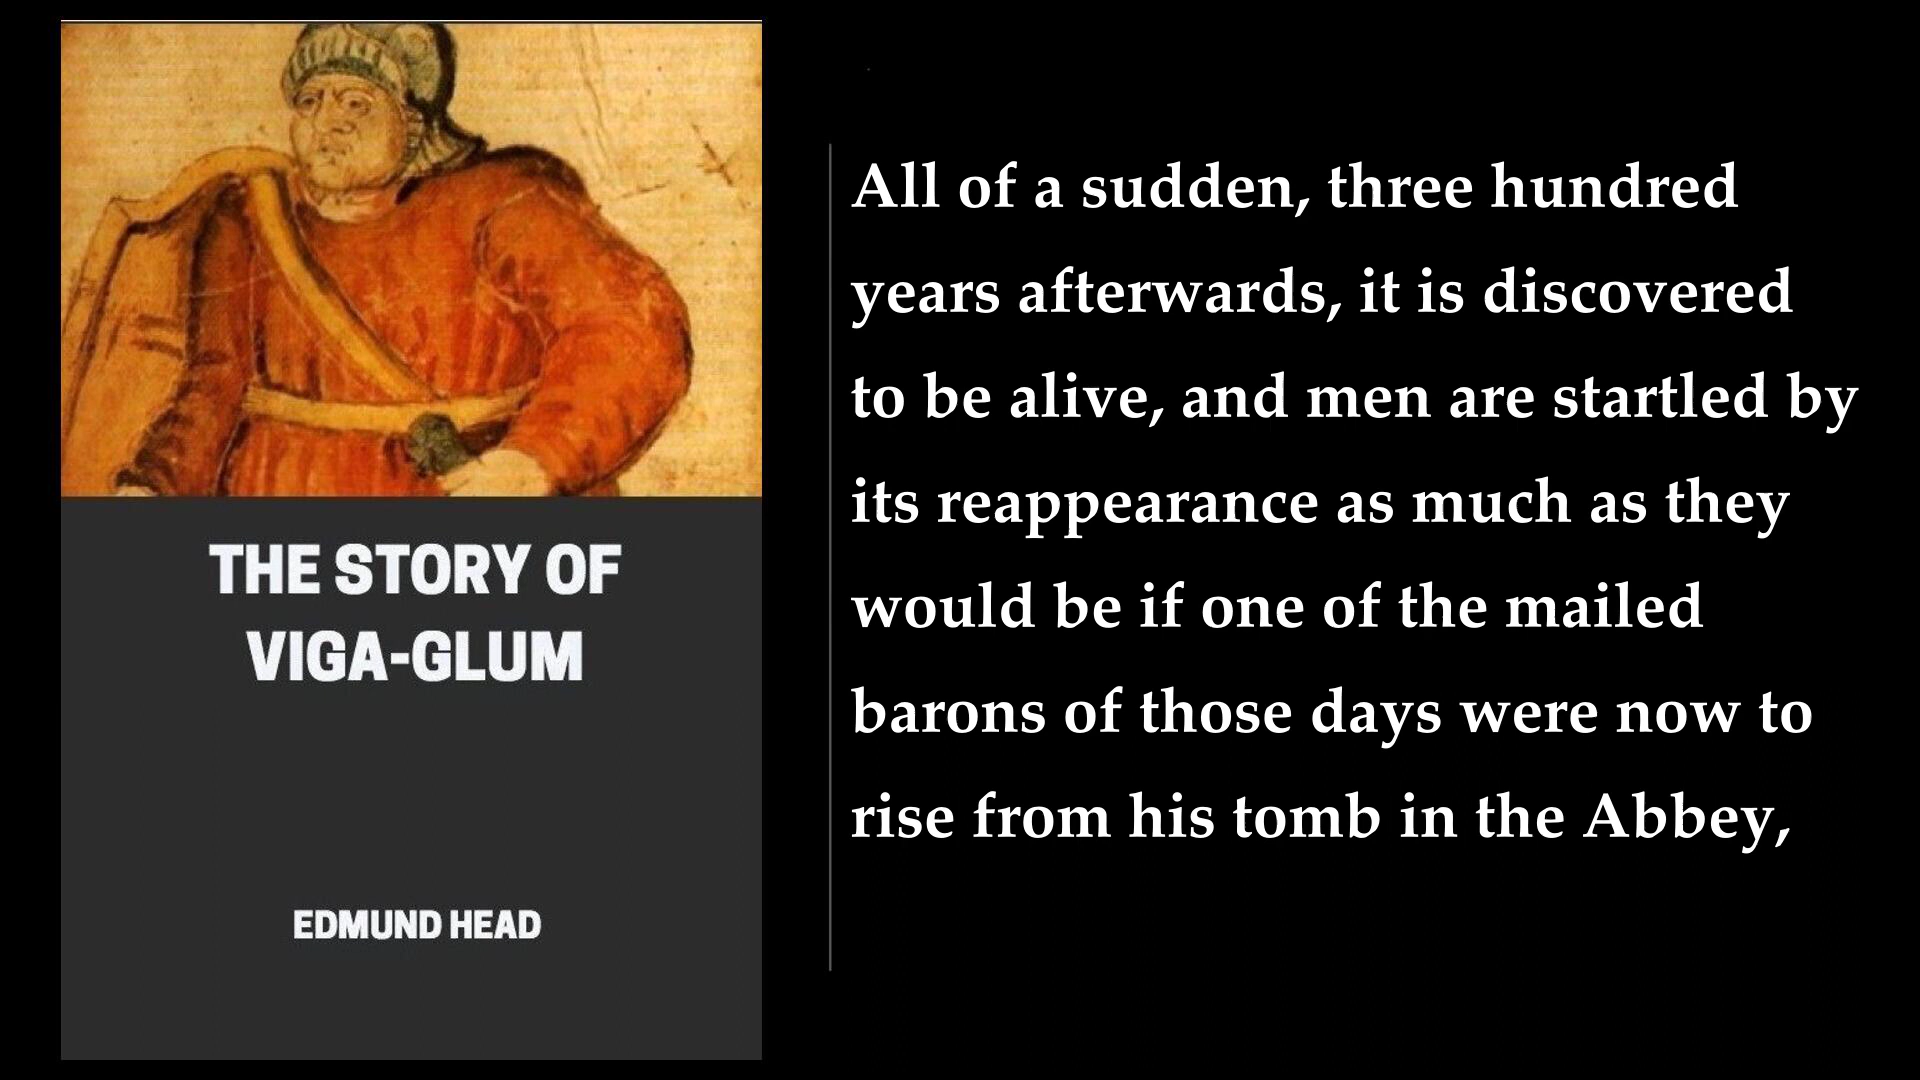 THE STORY OF
VIGA-GLUM
EDMUND HEAD
All of a sudden, three hundred
years afterwards, it is discovered
to be alive, and men are startled by
its reappearance as much as they
would be if one of the mailed
barons of those days were now to
rise from his tomb in the Abbey,